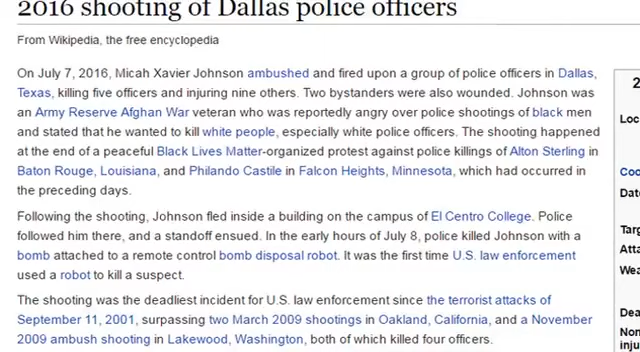 2016 shooting of Dallas police officers
From Wikipedia, the free encyclopedia
On July 7, 2016, Micah Xavier Johnson ambushed and fired upon a group of police officers in Dallas,
Texas, killing five officers and injuring nine others. Two bystanders were also wounded. Johnson was
an Army Reserve Afghan War veteran who was reportedly angry over police shootings of black men
and stated that he wanted to kill white people, especially white police officers. The shooting happened
at the end of a peaceful Black Lives Matter-organized protest against police killings of Alton Sterling in
Baton Rouge, Louisiana, and Philando Castile in Falcon Heights, Minnesota, which had occurred in
the preceding days.
Following the shooting, Johnson fled inside a building on the campus of El Centro College. Police
followed him there, and a standoff ensued. In the early hours of July 8, police killed Johnson with a
bomb attached to a remote control bomb disposal robot. It was the first time U.S. law enforcement
used a robot to kill a suspect.
The shooting was the deadliest incident for U.S. law enforcement since the terrorist attacks of
September 11, 2001, surpassing two March 2009 shootings in Oakland, California, and a November
2009 ambush shooting in Lakewood, Washington, both of which killed four officers.
2
Loc
Coo
Date
Targ
Atta
Wea
Dea
Non
inju